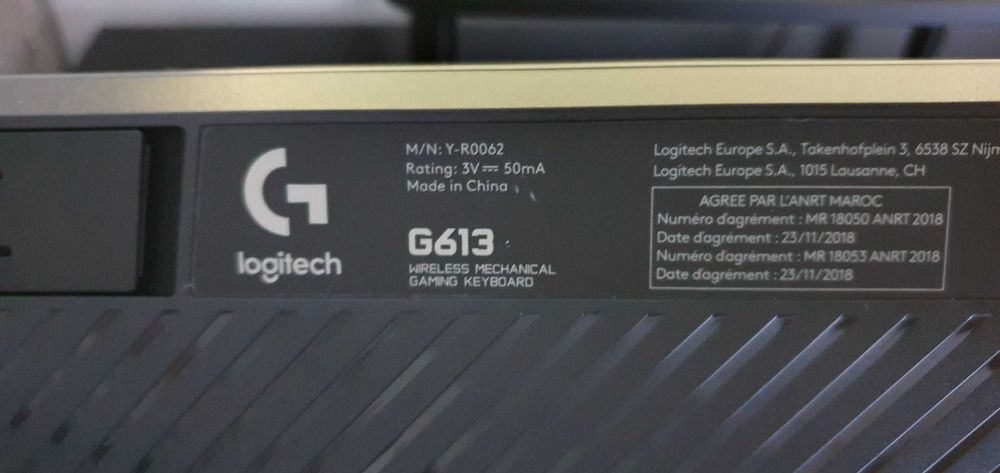 logitech
M/N: Y-R0062
Rating: 3V⎓ 50mA
Made in China
G613
WIRELESS MECHANICAL
GAMING KEYBOARD
Logitech Europe S.A., Takenhofplein 3, 6538 SZ
Logitech Europe S.A., 1015 Lausanne, CH
AGREE PAR L'ANRT MAROC
Numéro d'agrément : MR 18050 ANRT 2018
Date d'agrément : 23/11/2018
Numéro d'agrément : MR 18053 ANRT 2018
Date d'agrément : 23/11/2018